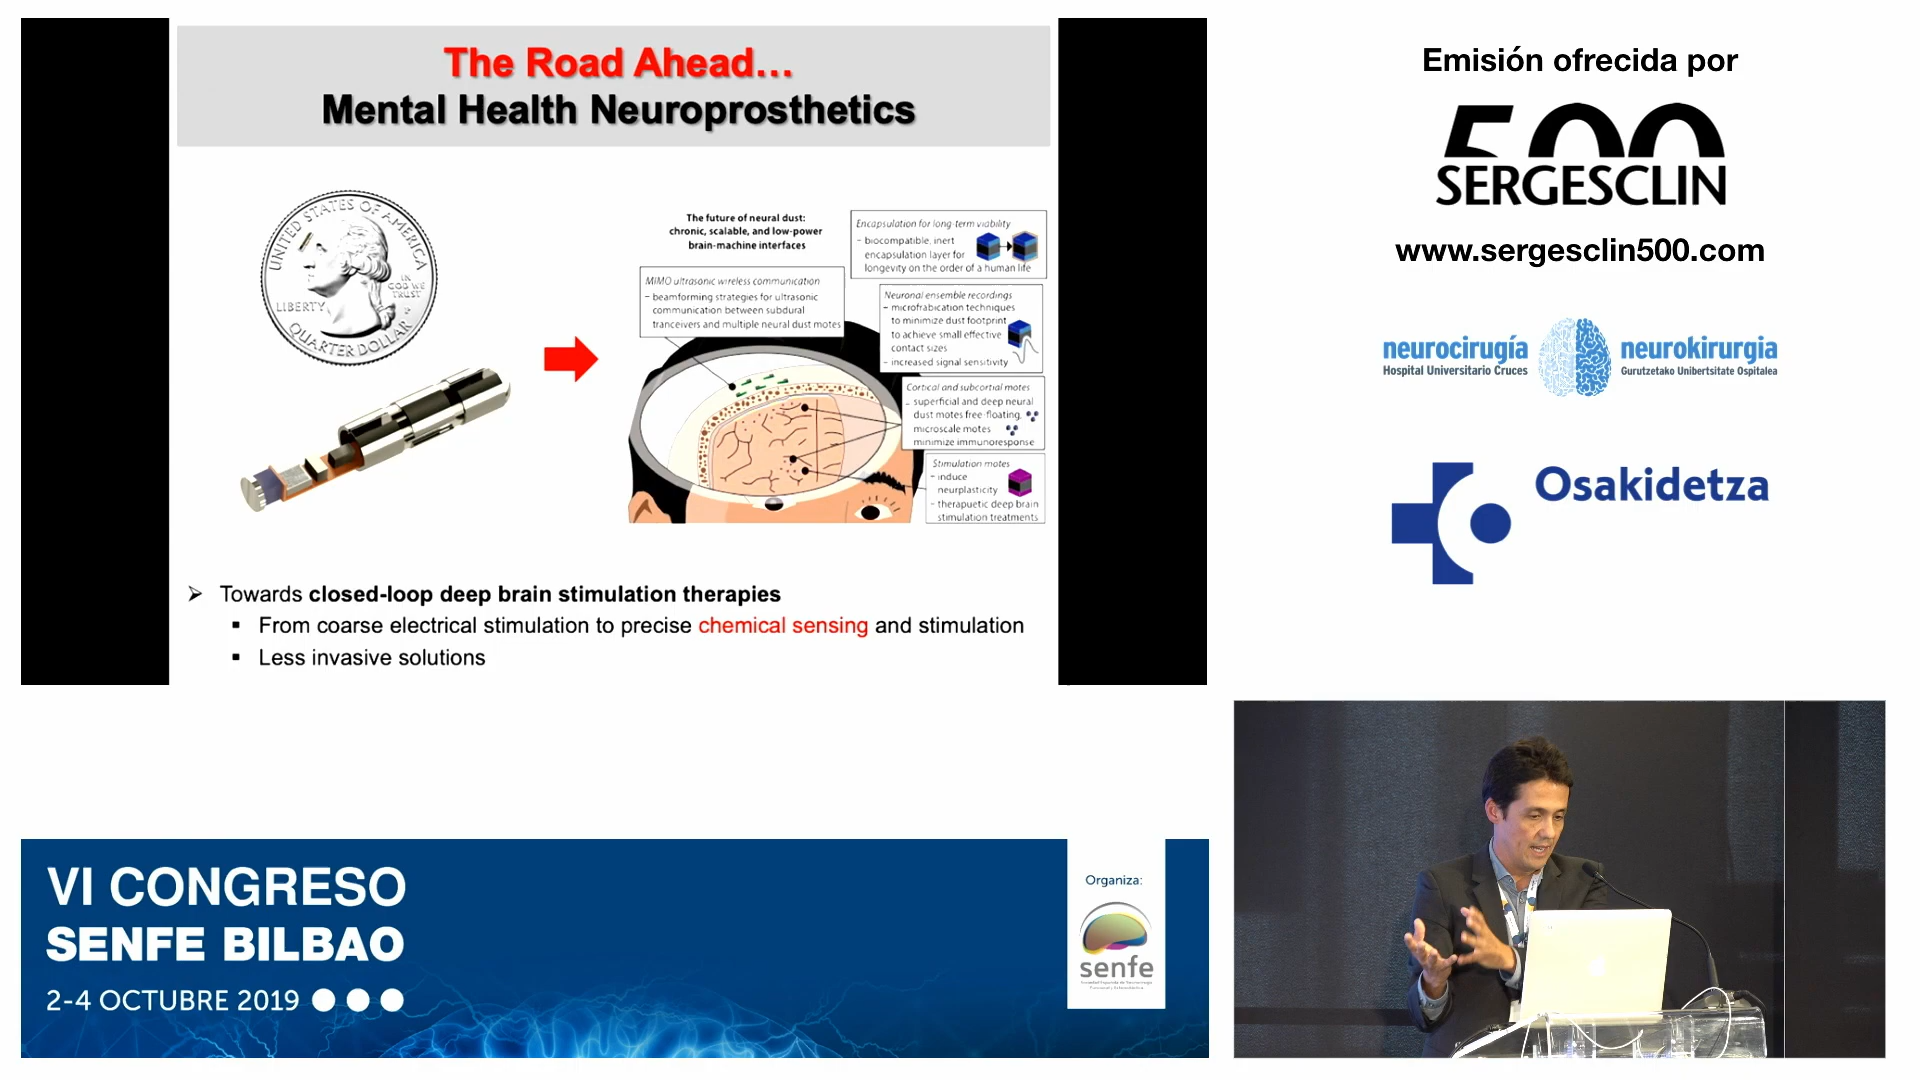 The Road Ahead…
Mental Health Neuroprosthetics
UNITED STATES OF AMERICA
LIBERTY
IN
GOD WE
TRUST
P
QUARTER DOLLAR
The future of neural dust:
chronic, scalable, and low-power
brain-machine interfaces
Encapsulation for long-term viability
- biocompatible, inert
encapsulation layer for
longevity on the order of a human life
MIMO ultrasonic wireless communication
- beamforming strategies for ultrasonic
communication between subdural
tranceivers and multiple neural dust motes
Neuronal ensemble recordings
- microfrabication techniques
to minimize dust footprint
to achieve small effective
contact sizes
- increased signal sensitivity
Cortical and subcortial motes
- superficial and deep neural
dust motes free-floating,
microscale motes
minimize immunoresponse
Stimulation motes
- induce
neurplasticity
- therapuetic deep brain
stimulation treatments
➢ Towards closed-loop deep brain stimulation therapies
▪ From coarse electrical stimulation to precise chemical sensing and stimulation
▪ Less invasive solutions
Emisión ofrecida por
500
SERGESCLIN
www.sergesclin500.com
neurocirugía
Hospital Universitario Cruces
neurokirurgia
Gurutzetako Unibertsitate Ospitalea
Osakidetza
VI CONGRESO
SENFE BILBAO
2-4 OCTUBRE 2019
Organiza:
senfe